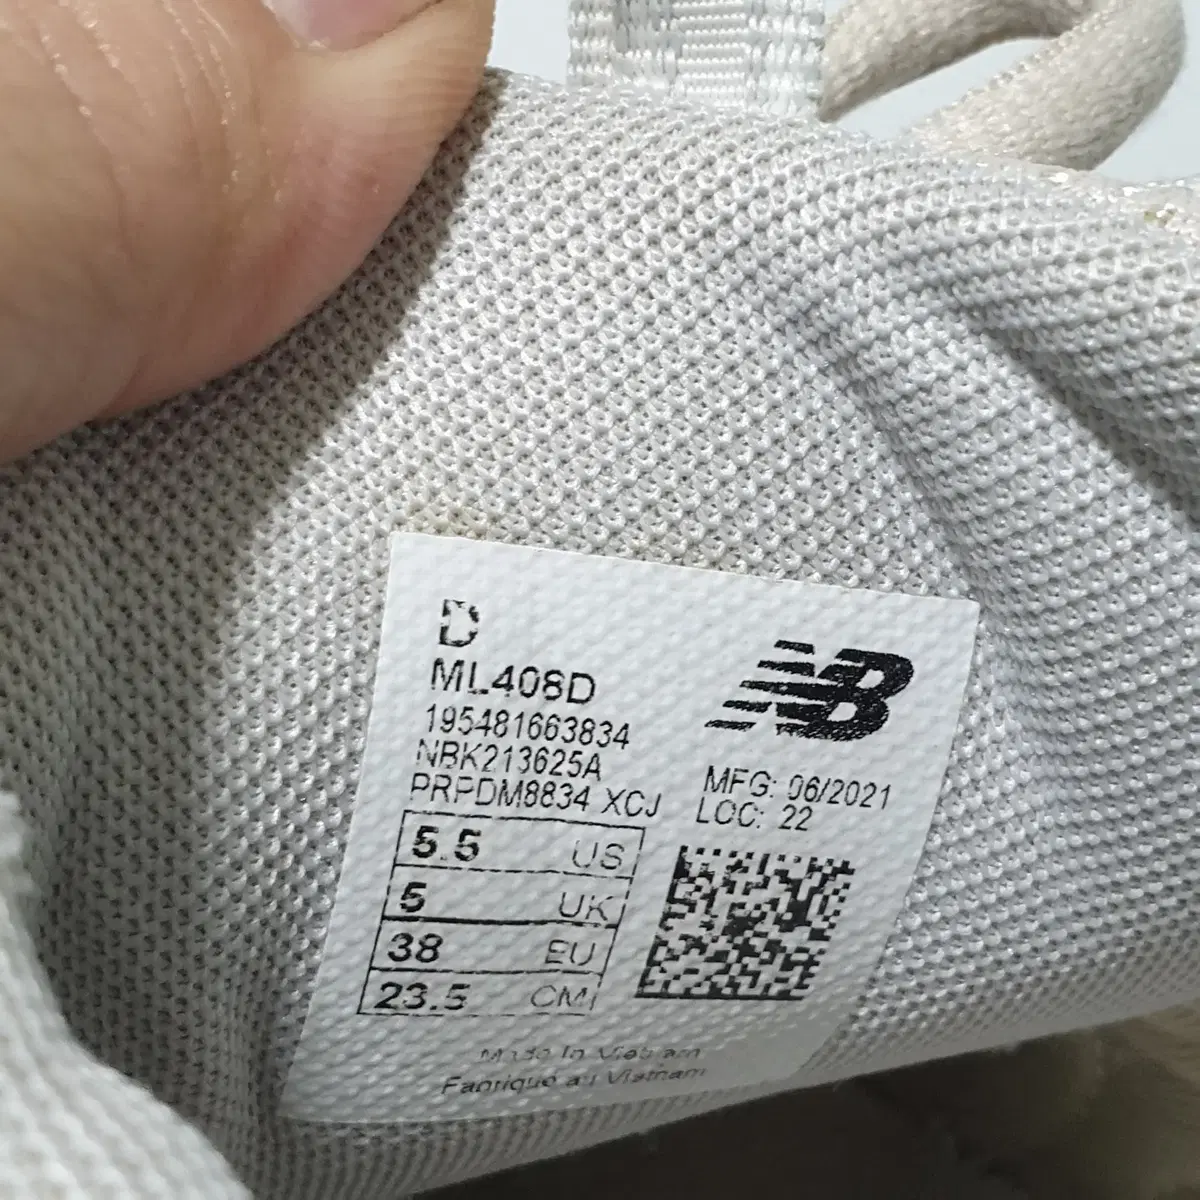 D
ML408D
195481663834
NBK213625A
PRPDM8834 XCJ
NB
MFG: 06/2021
LOC: 22
5.5 US
5 UK
38 EU
23.5 CM
Made In Vietnam
Fabriqué au Vietnam